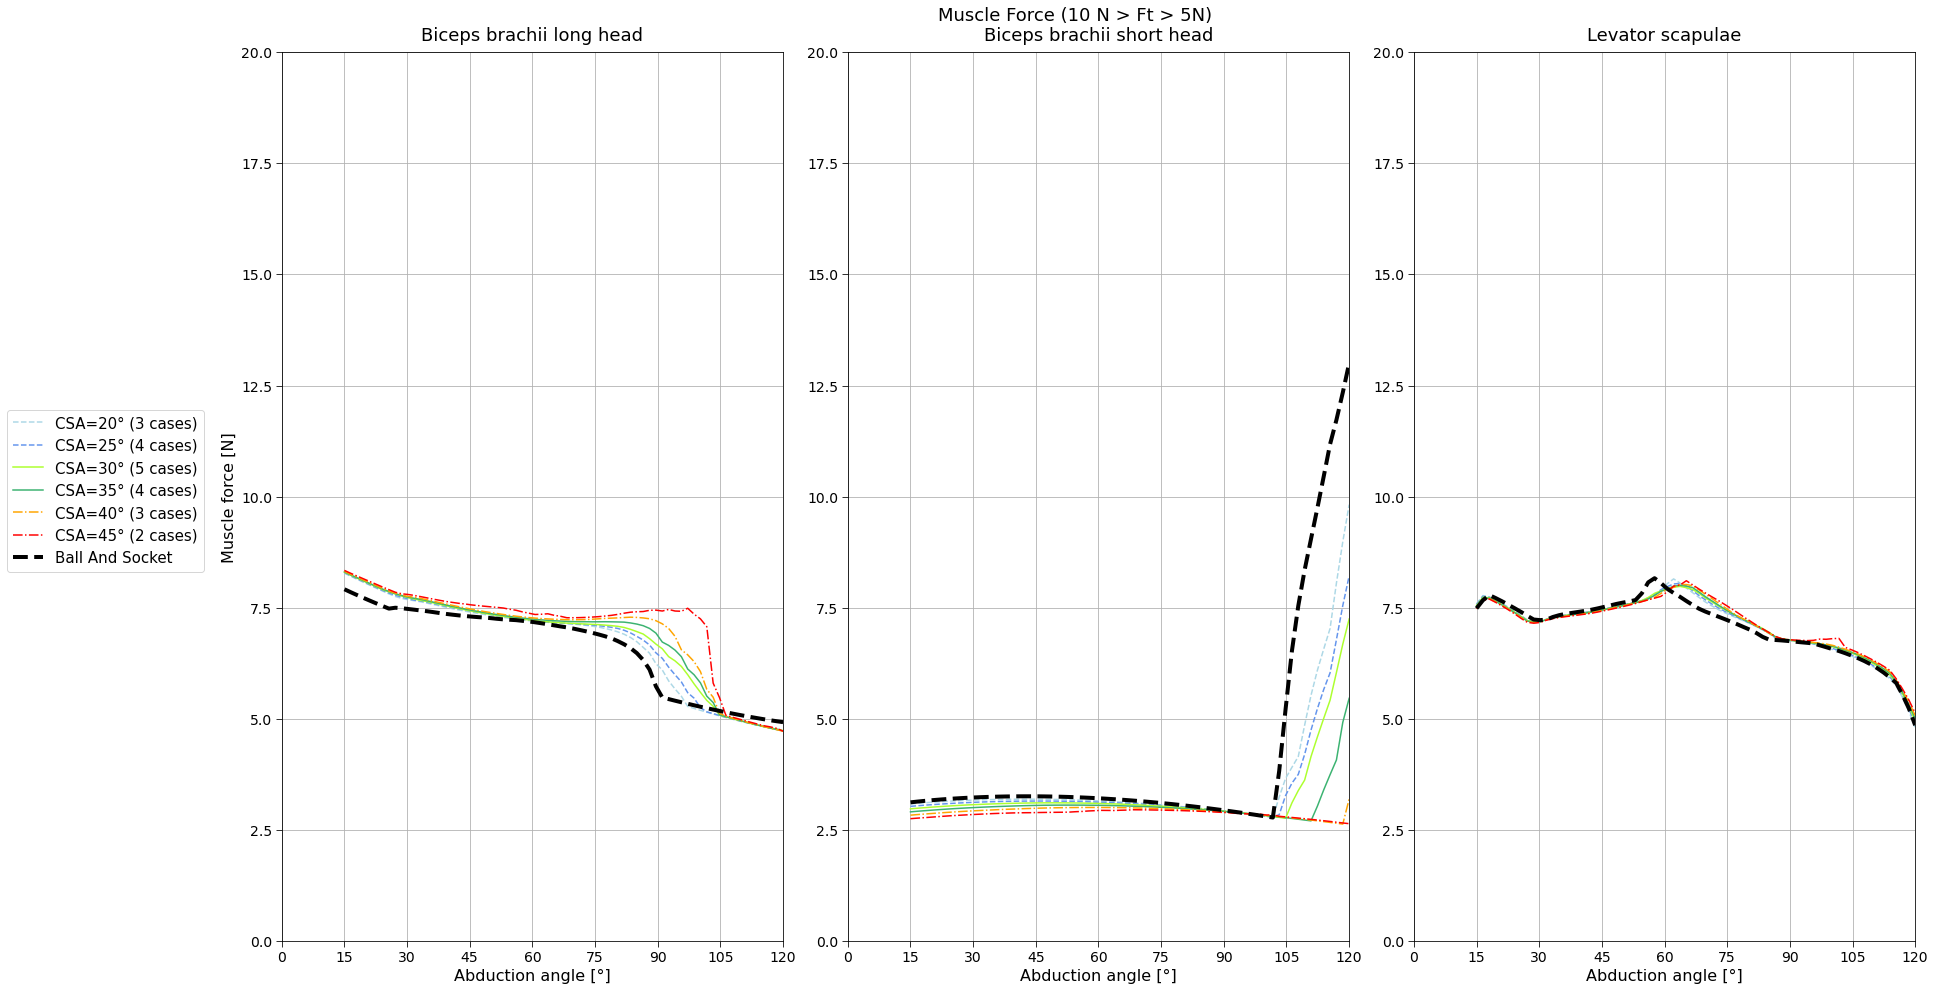 Muscle Force (10 N > Ft > 5N)
Biceps brachii long head
Biceps brachii short head
Levator scapulae
CSA=20° (3 cases)
CSA=25° (4 cases)
CSA=30° (5 cases)
CSA=35° (4 cases)
CSA=40° (3 cases)
CSA=45° (2 cases)
Ball And Socket
Muscle force [N]
20.0
17.5
15.0
12.5
10.0
7.5
5.0
2.5
0.0
0 15 30 45 60 75 90 105 120
Abduction angle [°]
20.0
17.5
15.0
12.5
10.0
7.5
5.0
2.5
0.0
0 15 30 45 60 75 90 105 120
Abduction angle [°]
20.0
17.5
15.0
12.5
10.0
7.5
5.0
2.5
0.0
0 15 30 45 60 75 90 105 120
Abduction angle [°]